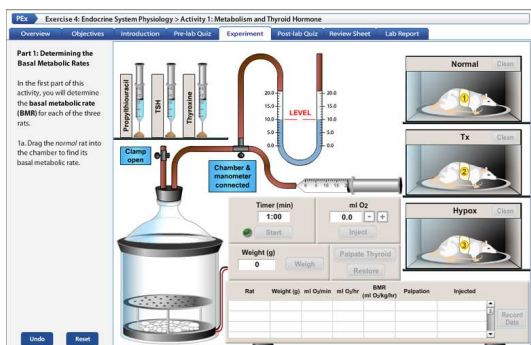 PEx Exercise 4: Endocrine System Physiology > Activity 1: Metabolism and Thyroid Hormone
Overview Objectives Introduction Pre-lab Quiz Experiment Post-lab Quiz Review Sheet Lab Report
Part 1: Determining the
Basal Metabolic Rates
In the first part of this
activity, you will determine
the basal metabolic rate
(BMR) for each of the three
rats.
1a. Drag the normal rat into
the chamber to find its
basal metabolic rate.
Undo Reset
Propylthiouracil
TSH
Thyroxine
Clamp
open
Chamber &
manometer
connected
20.0 20.0
15.0 15.0
LEVEL
10.0 10.0
5.0 5.0
0.0 0.0
0 5 10 15 20
Timer (min)
1:00
Start
ml O2
0.0 - +
Inject
Weight (g)
0 Weigh
Palpate Thyroid
Restore
Normal Clean
1
Tx Clean
2
Hypox Clean
3
Rat Weight (g) ml O2/min ml O2/hr BMR (ml O2/kg/hr) Palpation Injected
Record
Data